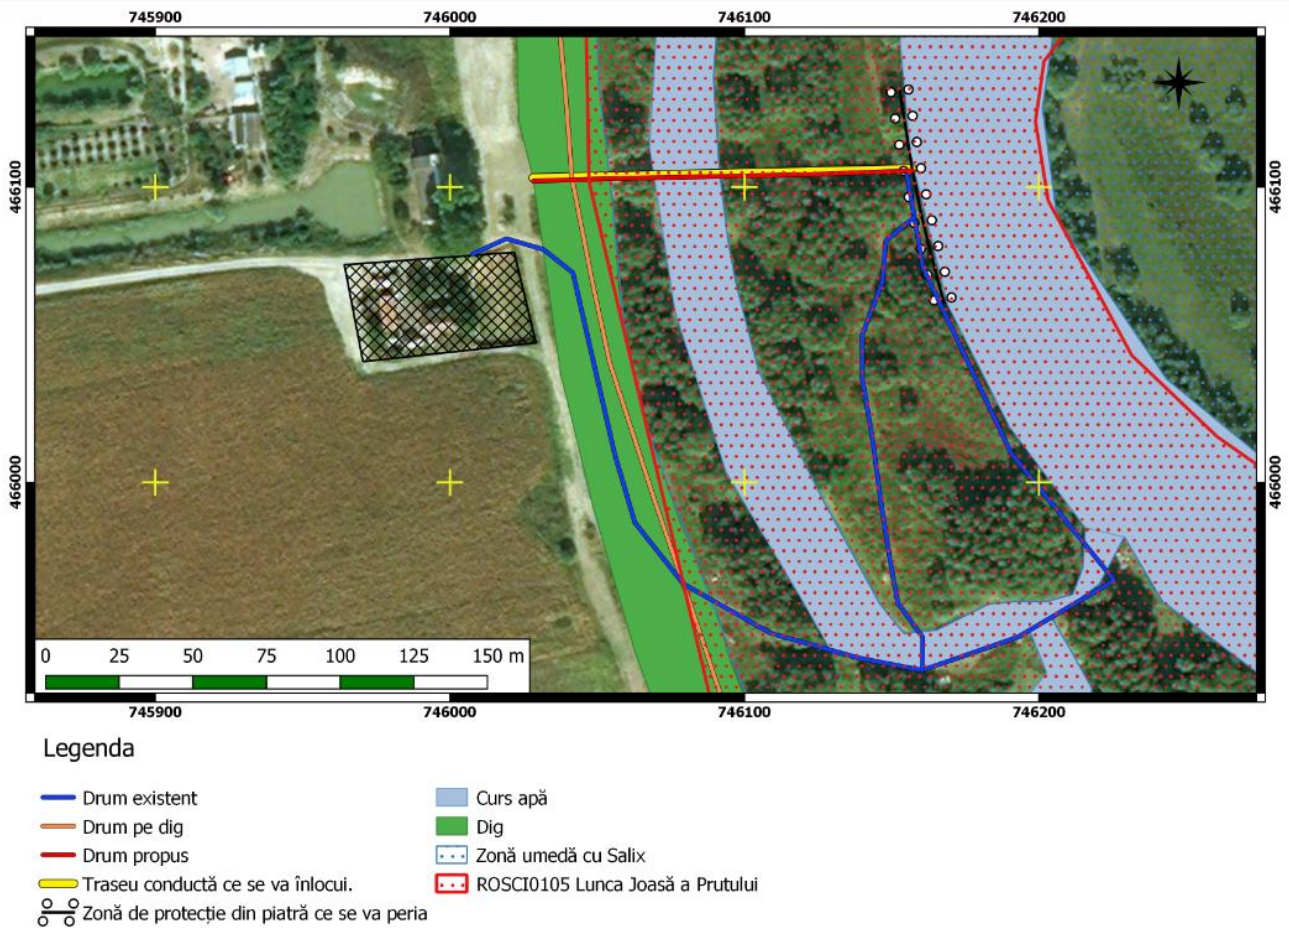 745900 746000 746100 746200
466100 466100
466000 466000
0 25 50 75 100 125 150 m
745900 746000 746100 746200
Legenda
Drum existent
Drum pe dig
Drum propus
Traseu conductă ce se va înlocui.
Zonă de protecție din piatră ce se va peria
Curs apă
Dig
Zonă umedă cu Salix
ROSCI0105 Lunca Joasă a Prutului